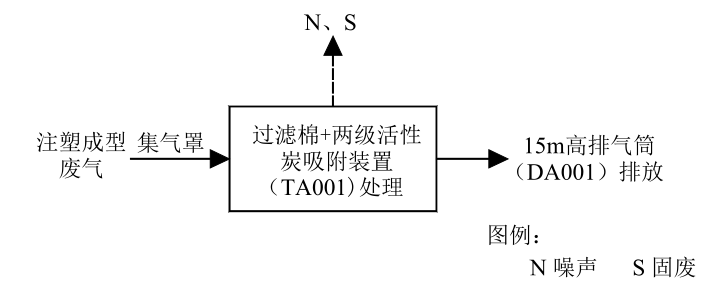 N、S
注塑成型 集气罩
废气
过滤棉+两级活性
炭吸附装置
（TA001）处理
15m高排气筒
（DA001）排放
图例：
N 噪声 S 固废